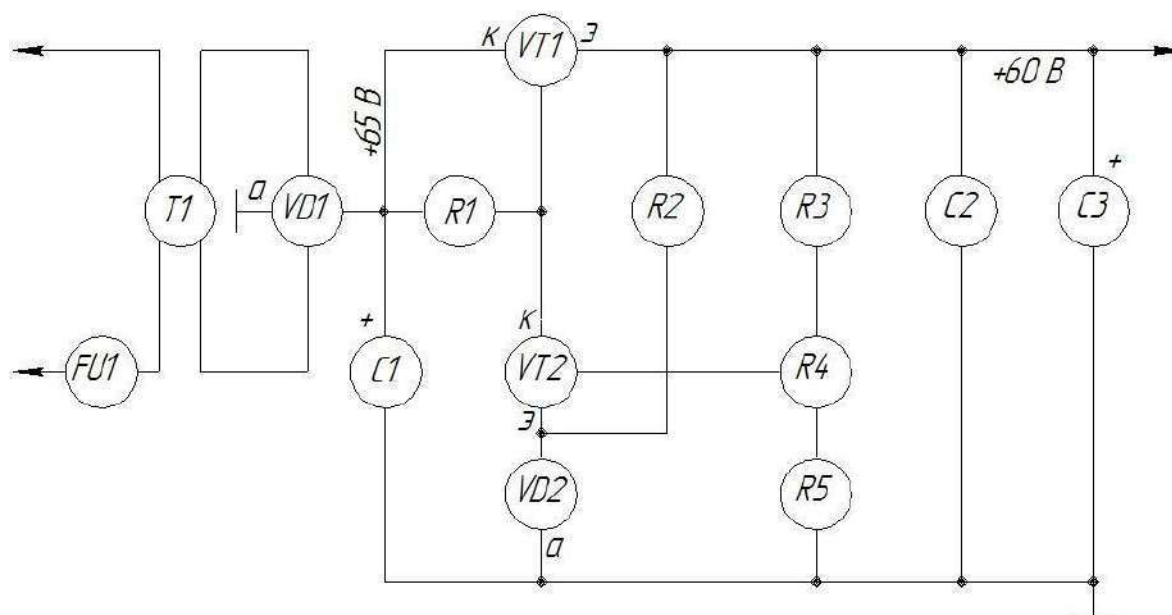 К VT1 Э
+60 В
+65 В
+
T1 а VD1 R1 R2 R3 C2 C3
+ К
FU1 C1 VT2 R4
Э
VD2 R5
а